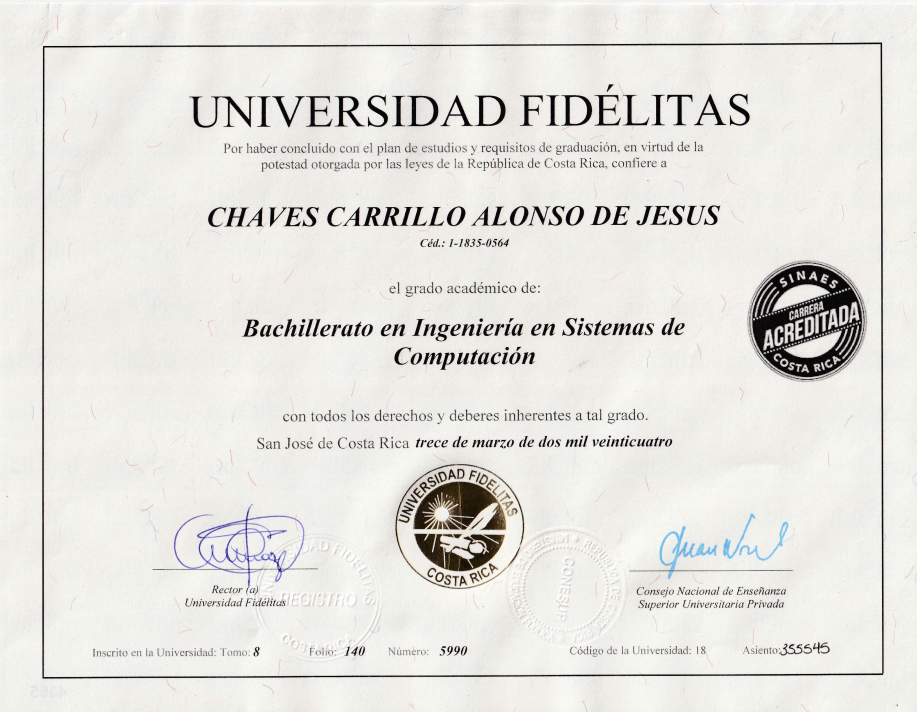 UNIVERSIDAD FIDÉLITAS
Por haber concluido con el plan de estudios y requisitos de graduación, en virtud de la
potestad otorgada por las leyes de la República de Costa Rica, confiere a
CHAVES CARRILLO ALONSO DE JESUS
Céd.: 1-1835-0564
el grado académico de:
Bachillerato en Ingeniería en Sistemas de
Computación
SINAES
CARRERA
ACREDITADA
COSTA RICA
con todos los derechos y deberes inherentes a tal grado.
San José de Costa Rica trece de marzo de dos mil veinticuatro
UNIVERSIDAD FIDELITAS
COSTA RICA
Rector (a)
Universidad Fidélitas
REGISTRO
COSTA RICA
CONESUP
Consejo Nacional de Enseñanza
Superior Universitaria Privada
Inscrito en la Universidad: Tomo: 8 Folio: 140 Número: 5990 Código de la Universidad: 18 Asiento: 355545